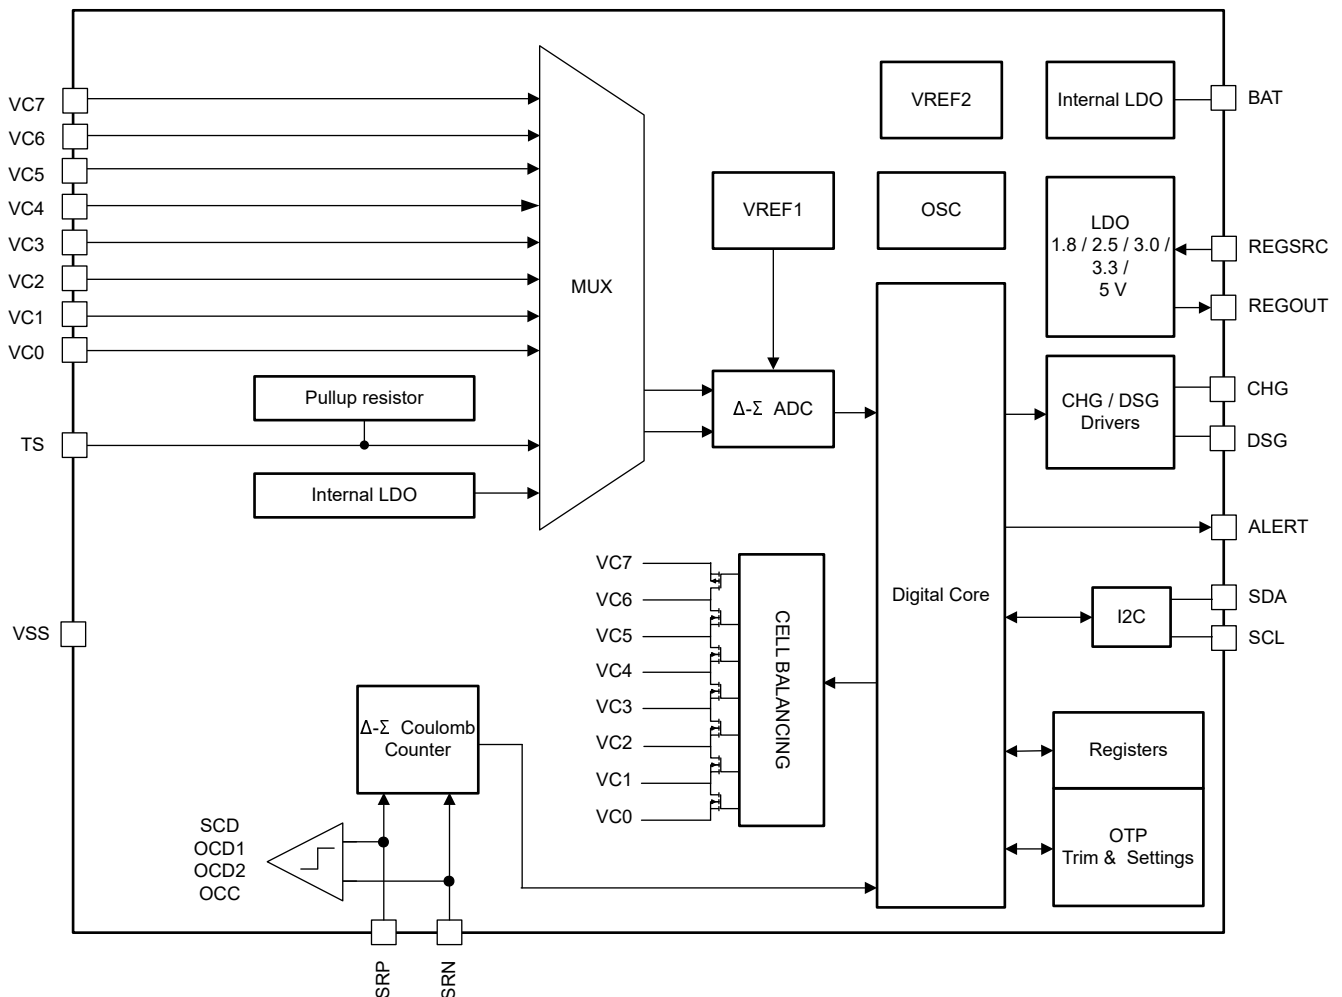 VC7
VC6
VC5
VC4
VC3
VC2
VC1
VC0
TS
VSS
Pullup resistor
Internal LDO
MUX
VREF1
VREF2
OSC
Δ-Σ ADC
Internal LDO
LDO
1.8 / 2.5 / 3.0 /
3.3 /
5 V
CHG / DSG
Drivers
Digital Core
I2C
Registers
OTP
Trim & Settings
BAT
REGSRC
REGOUT
CHG
DSG
ALERT
SDA
SCL
VC7
VC6
VC5
VC4
VC3
VC2
VC1
VC0
CELL BALANCING
Δ-Σ Coulomb
Counter
SCD
OCD1
OCD2
OCC
SRP
SRN